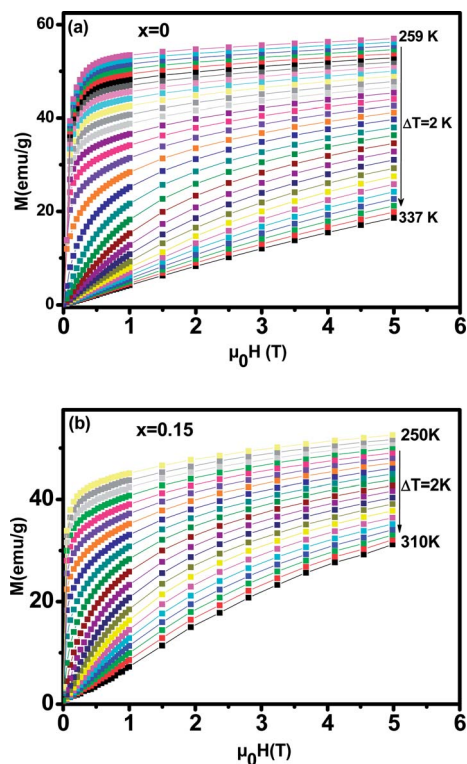 (a)
x=0
259 K
ΔT=2 K
337 K
M(emu/g)
60
40
20
0
0 1 2 3 4 5 6
μ0H (T)
(b)
x=0.15
250K
ΔT=2K
310K
M(emu/g)
40
20
0
0 1 2 3 4 5 6
μ0H(T)